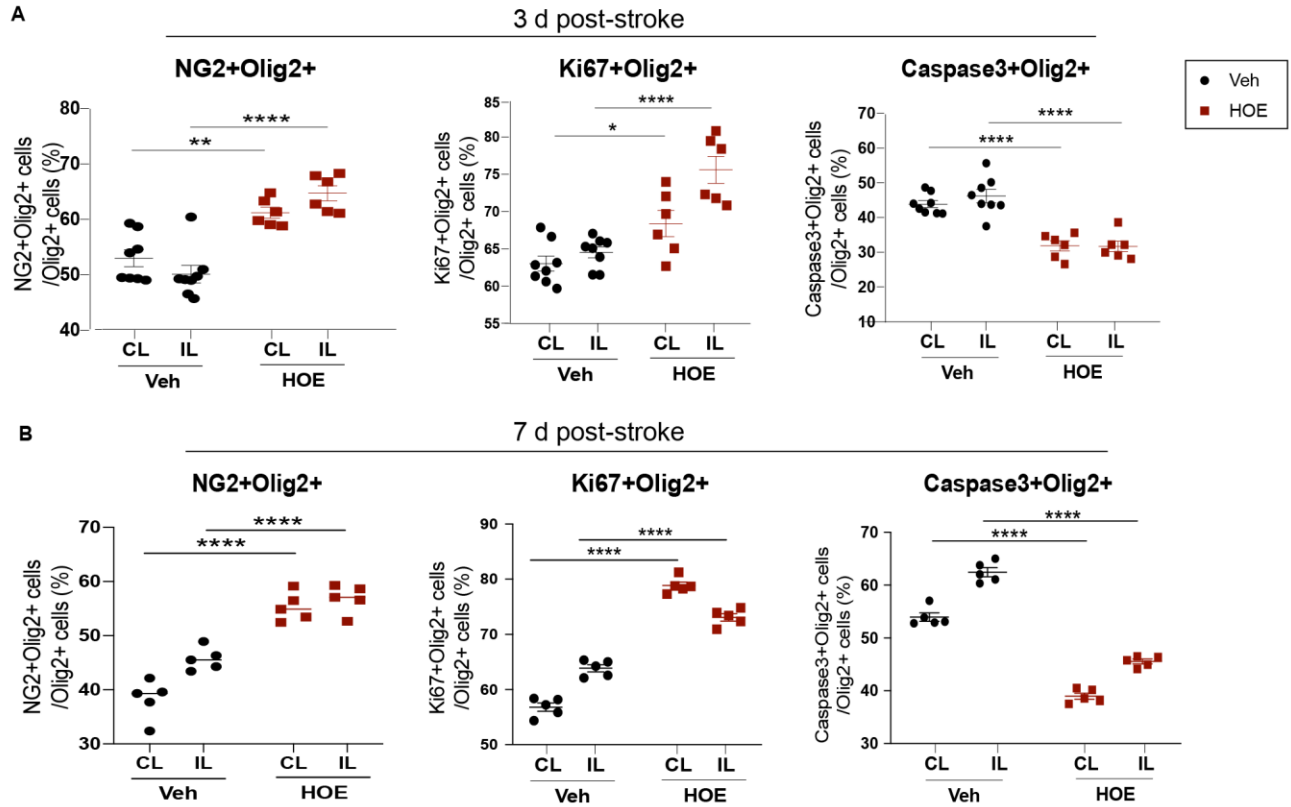 A
3 d post-stroke
NG2+Olig2+
Ki67+Olig2+
Caspase3+Olig2+
Veh
HOE
NG2+Olig2+ cells
/Olig2+ cells (%)
80
70
60
50
40
**
****
CL IL CL IL
Veh HOE
Ki67+Olig2+ cells
/Olig2+ cells (%)
85
80
75
70
65
60
55
*
****
CL IL CL IL
Veh HOE
Caspase3+Olig2+ cells
/Olig2+ cells (%)
70
60
50
40
30
20
10
****
****
CL IL CL IL
Veh HOE
B
7 d post-stroke
NG2+Olig2+
Ki67+Olig2+
Caspase3+Olig2+
NG2+Olig2+ cells
/Olig2+ cells (%)
70
60
50
40
30
****
****
CL IL CL IL
Veh HOE
Ki67+Olig2+ cells
/Olig2+ cells (%)
90
80
70
60
50
****
****
CL IL CL IL
Veh HOE
Caspase3+Olig2+ cells
/Olig2+ cells (%)
70
60
50
40
30
****
****
CL IL CL IL
Veh HOE